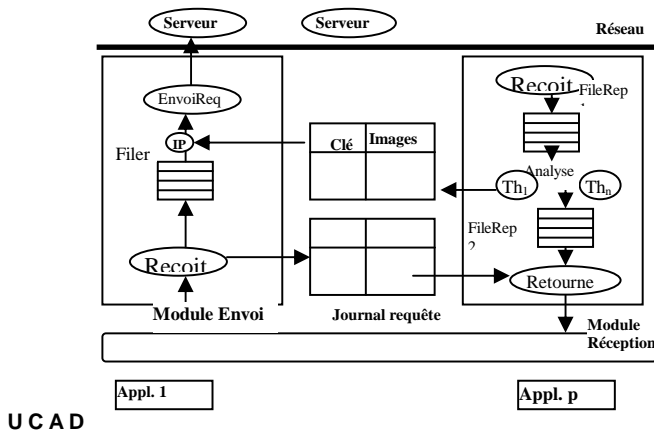 Serveur
Serveur
Réseau
EnvoiReq
Recoit
FileRep
IP
Filer
Clé
Images
Analyse
Th1
Thn
FileRep
2
Recoit
Retourne
Module Envoi
Journal requête
Module
Réception
Appl. 1
Appl. p
UCAD